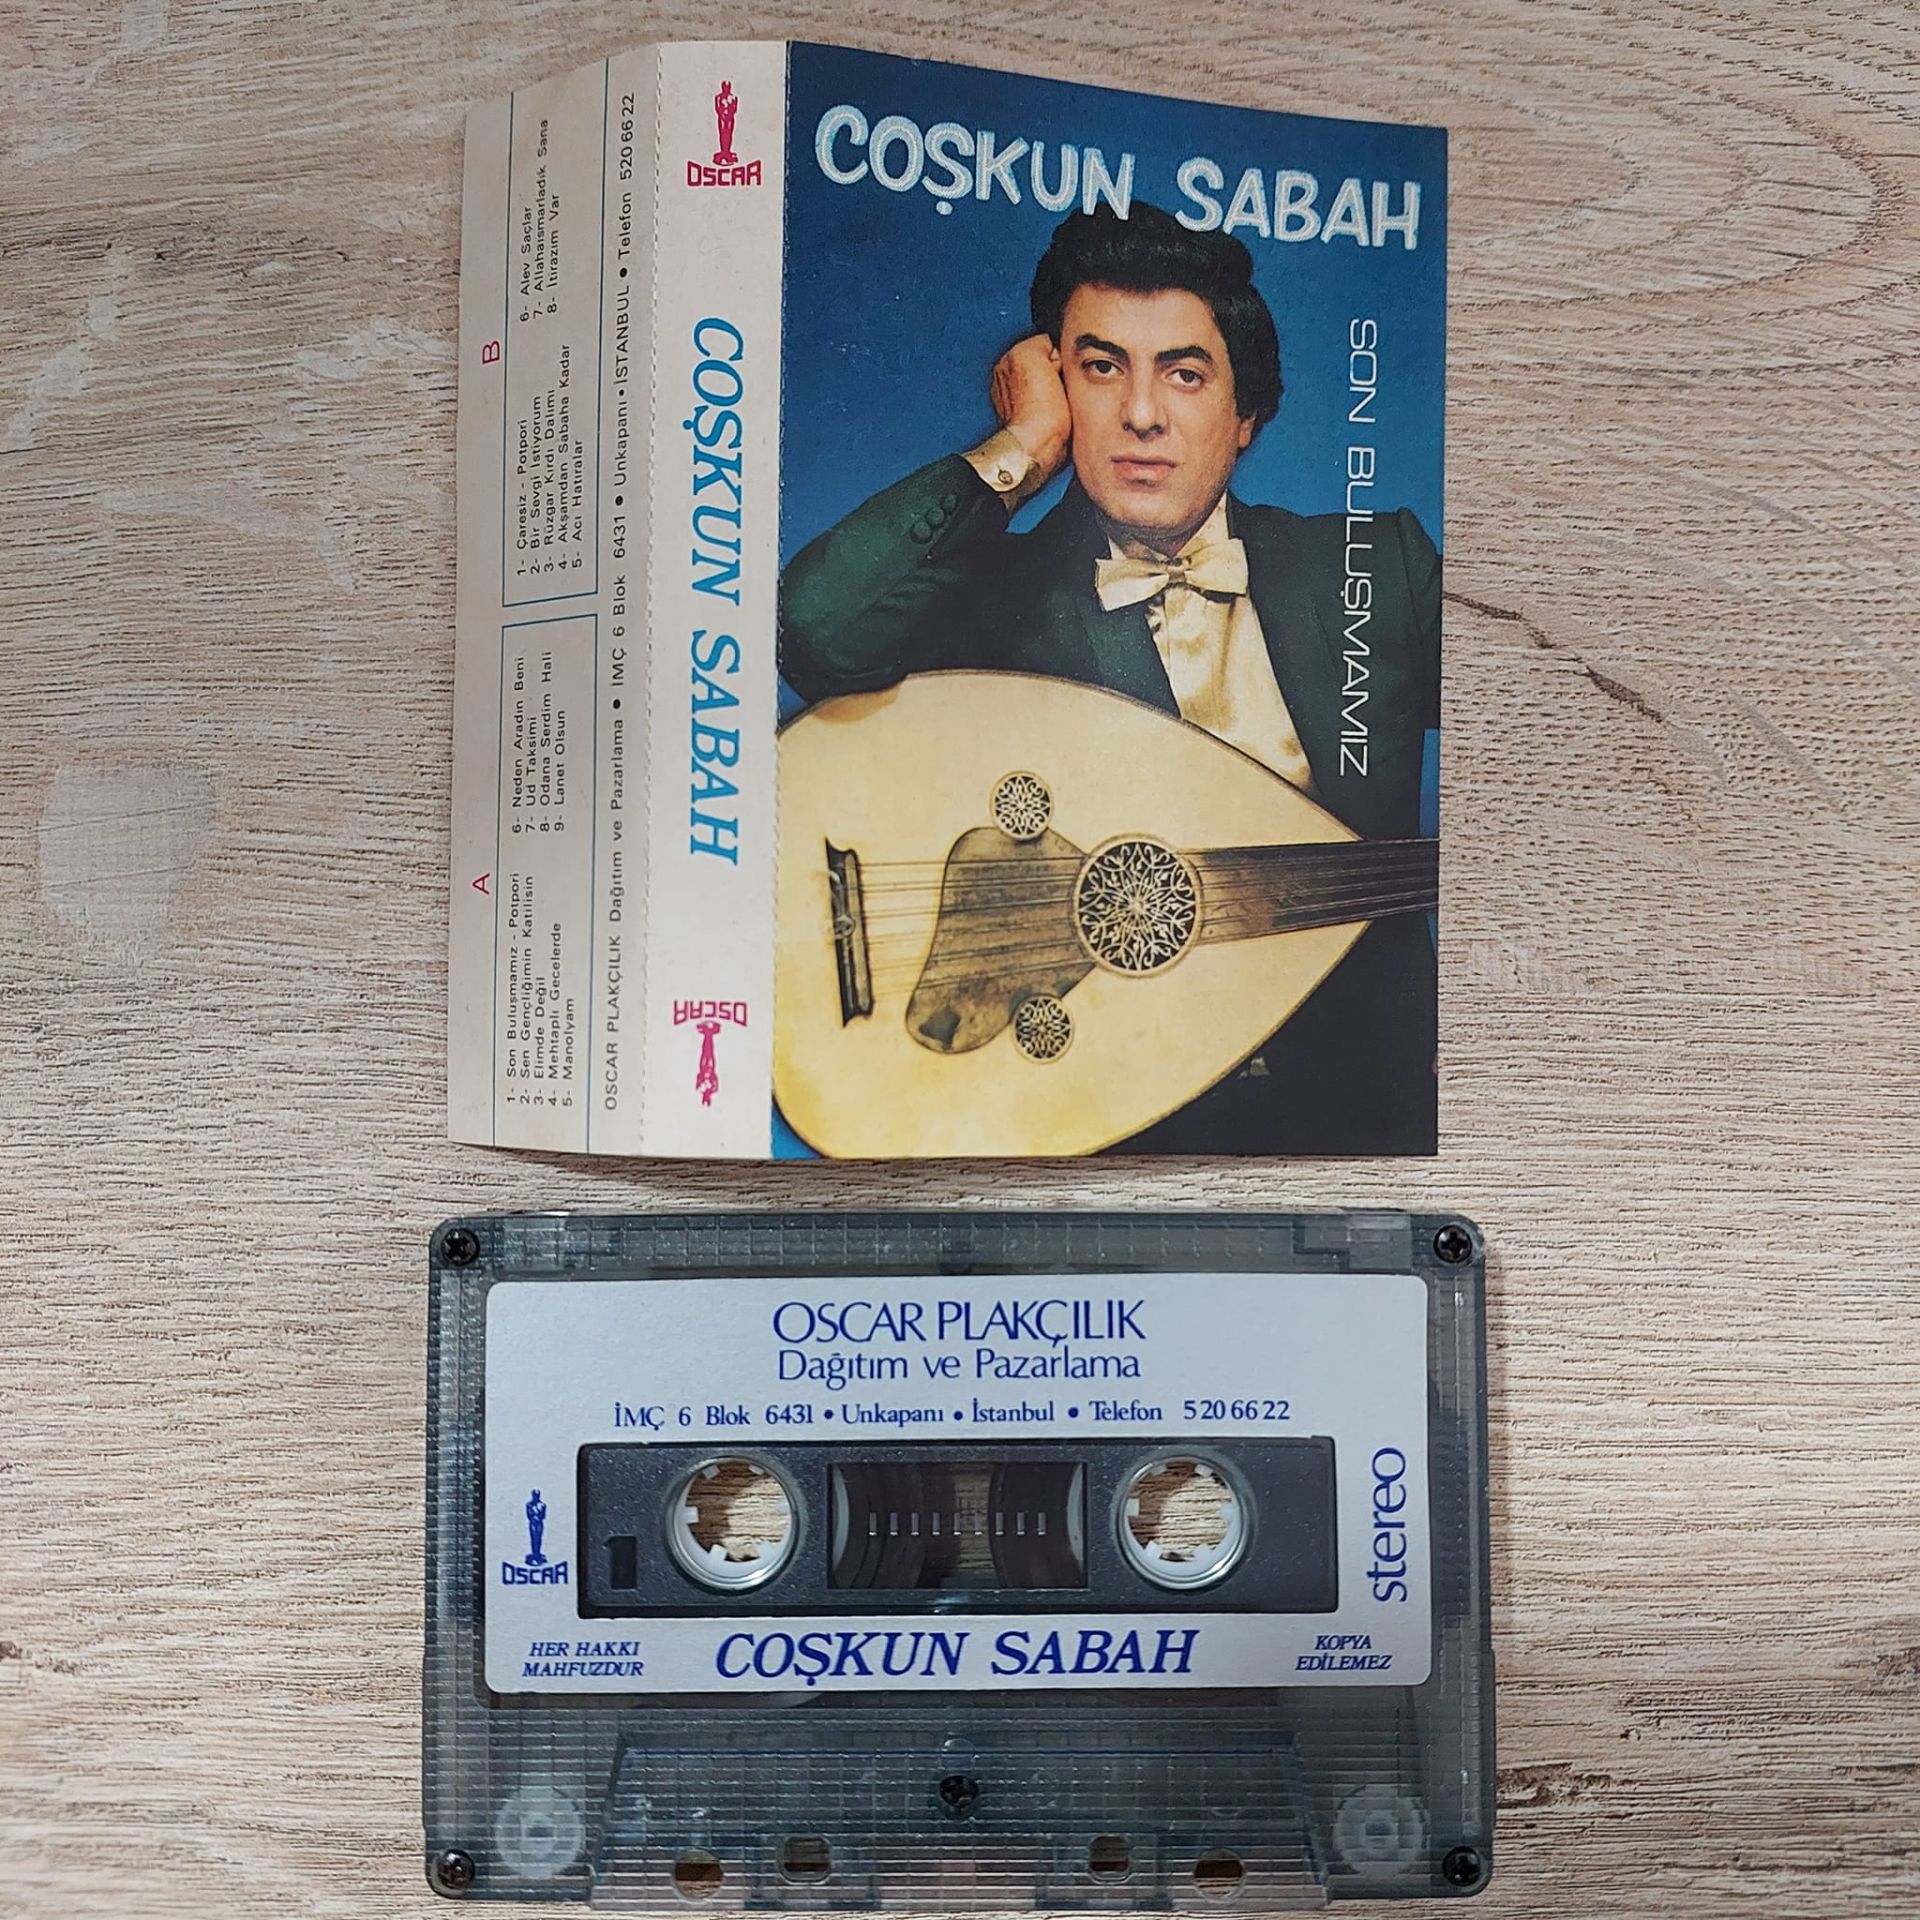 COŞKUN SABAH
SON BULUŞMAMIZ
OSCAR
COŞKUN SABAH
OSCAR
OSCAR PLAKÇILIK Dağıtım ve Pazarlama • İMÇ 6 Blok 6431 • Unkapanı • İSTANBUL • Telefon 520 66 22
A
1- Son Buluşmamız - Potpori
2- Sen Gençliğimin Katilisin
3- Elimde Değil
4- Mehtaplı Gecelerde
5- Manolyam
6- Neden Aradın Beni
7- Ud Taksimi
8- Odana Serdim Hali
9- Lanet Olsun
B
1- Çaresiz - Potpori
2- Bir Sevgi İstiyorum
3- Rüzgar Kırdı Dalımı
4- Akşamdan Sabaha Kadar
5- Acı Hatıralar
6- Alev Saçlar
7- Allahaısmarladık Sana
8- İtirazım Var
OSCAR PLAKÇILIK
Dağıtım ve Pazarlama
İMÇ 6 Blok 6431 • Unkapanı • İstanbul • Telefon 520 66 22
OSCAR
stereo
HER HAKKI
MAHFUZDUR
COŞKUN SABAH
KOPYA
EDİLEMEZ